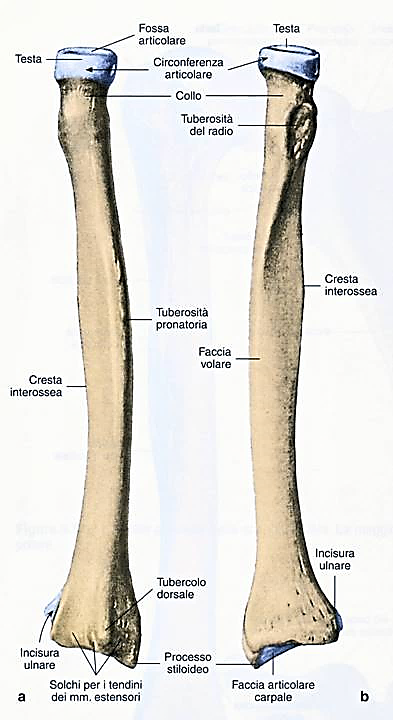 Fossa
articolare
Testa
Testa
Circonferenza
articolare
Collo
Tuberosità
del radio
Cresta
interossea
Tuberosità
pronatoria
Faccia
volare
Cresta
interossea
Incisura
ulnare
Tubercolo
dorsale
Incisura
ulnare
Processo
stiloideo
Solchi per i tendini
dei mm. estensori
Faccia articolare
carpale
a
b